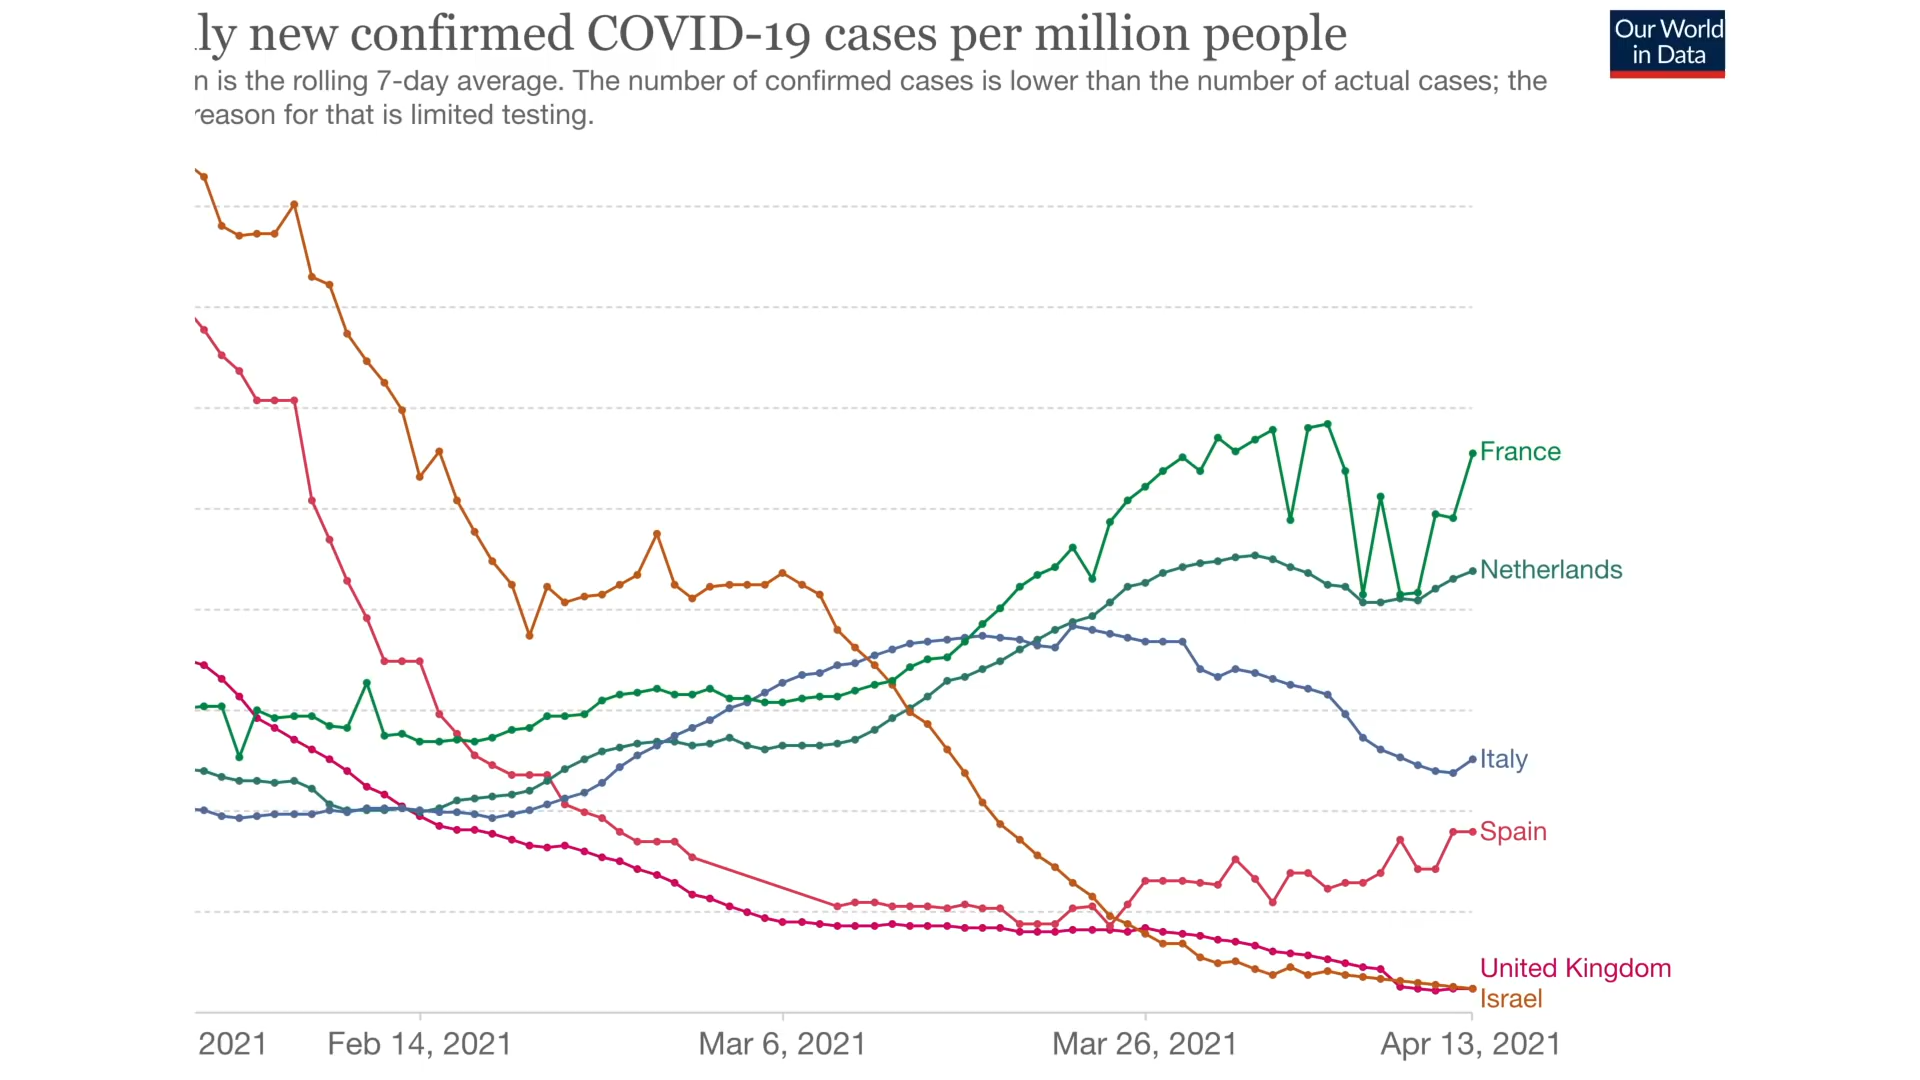 ly new confirmed COVID-19 cases per million people
Our World
in Data
n is the rolling 7-day average. The number of confirmed cases is lower than the number of actual cases; the
reason for that is limited testing.
France
Netherlands
Italy
Spain
United Kingdom
Israel
2021
Feb 14, 2021
Mar 6, 2021
Mar 26, 2021
Apr 13, 2021